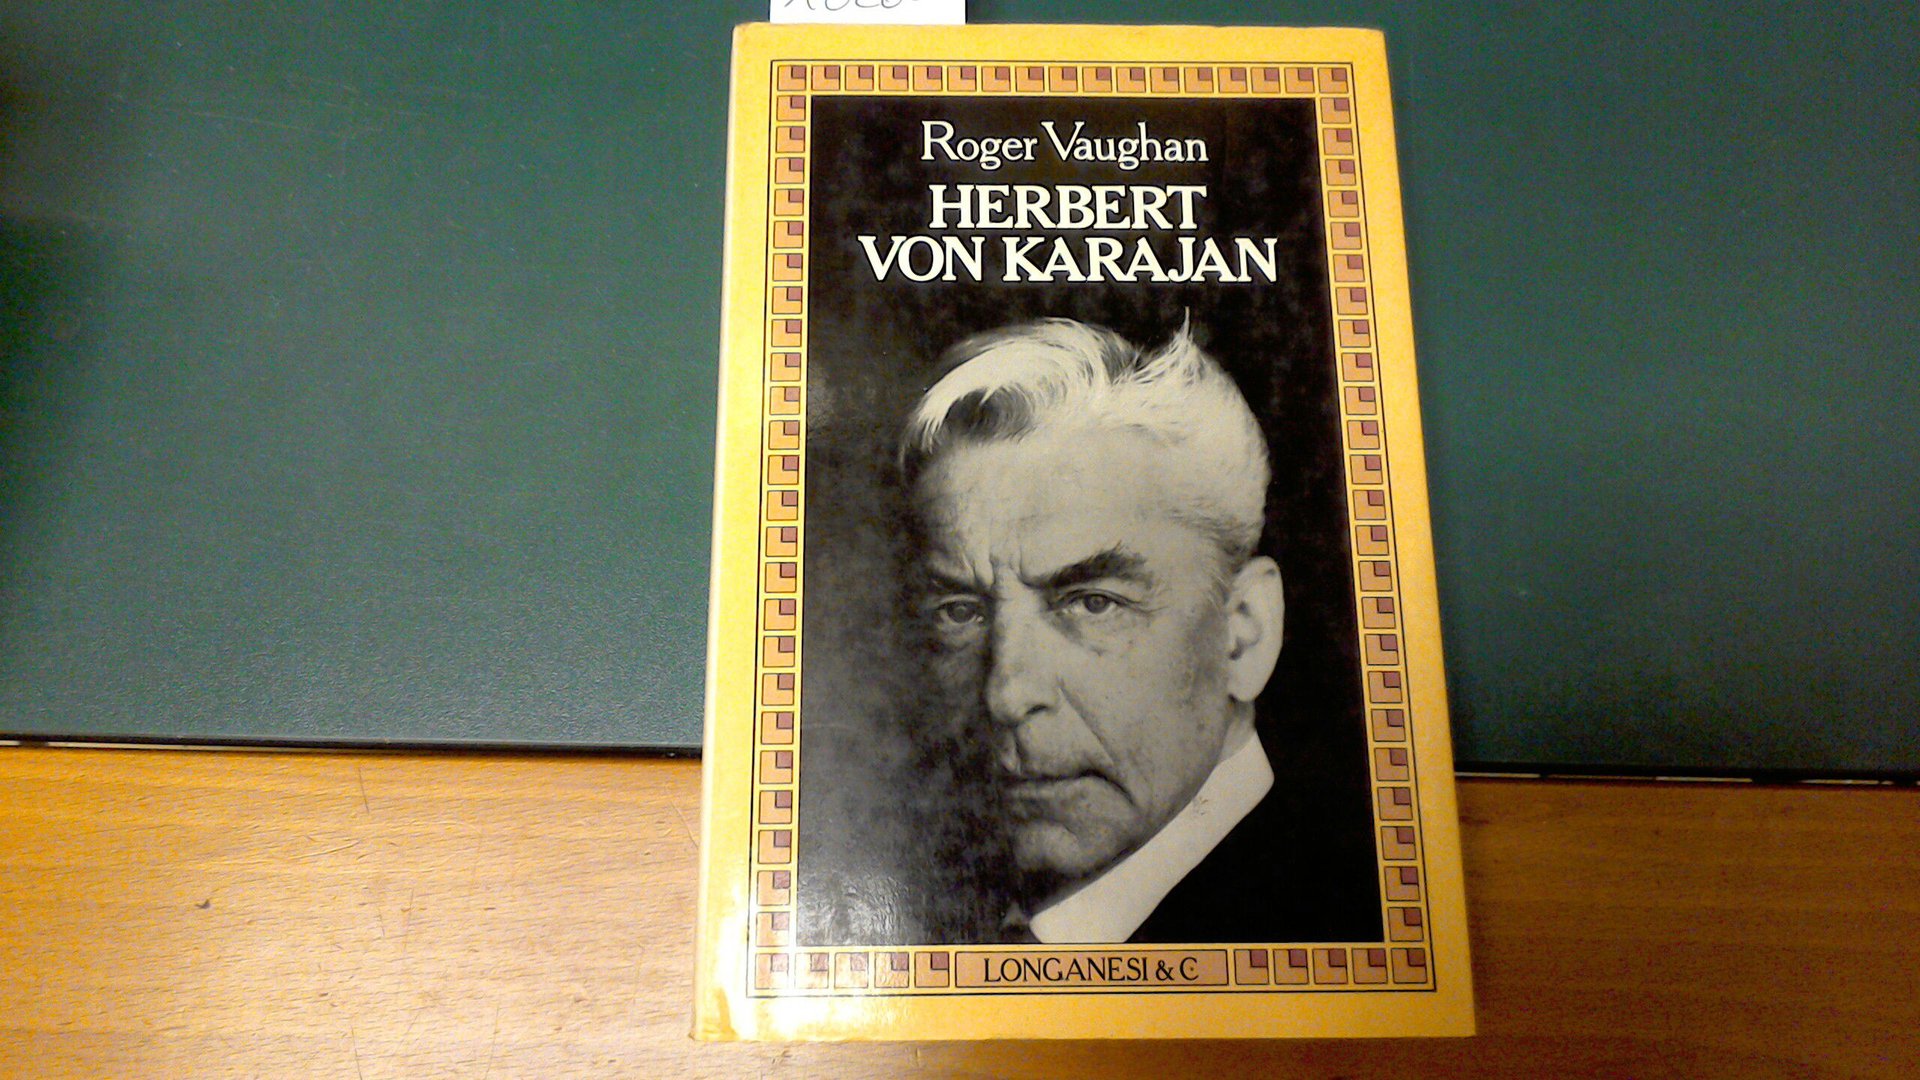 Roger Vaughan
HERBERT
VON KARAJAN
LONGANESI & C